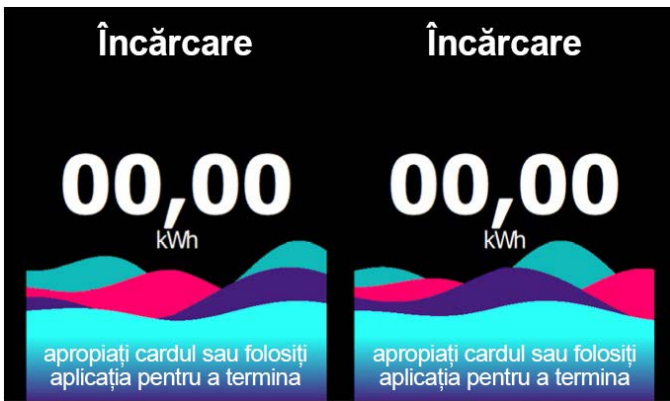 Încărcare
00,00
kWh
apropiați cardul sau folosiți
aplicația pentru a termina
Încărcare
00,00
kWh
apropiați cardul sau folosiți
aplicația pentru a termina